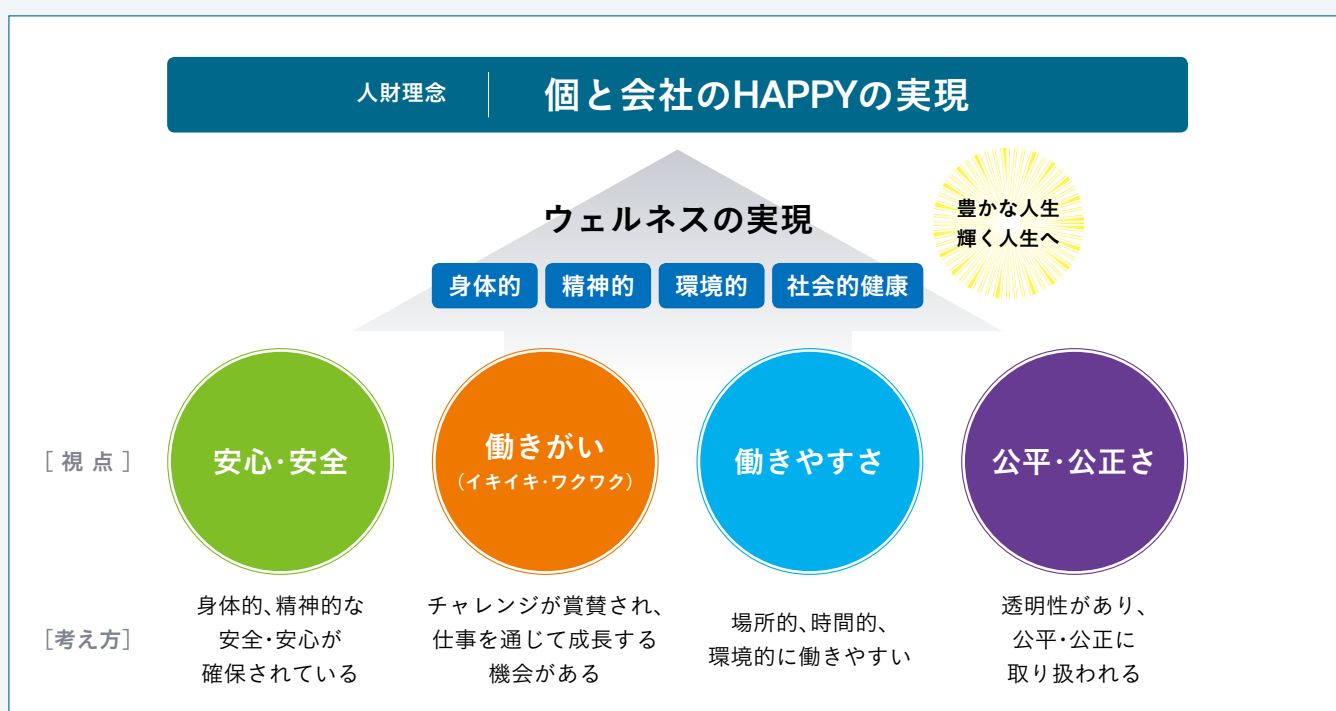 人財理念
個と会社のHAPPYの実現
ウェルネスの実現
豊かな人生
輝く人生へ
身体的
精神的
環境的
社会的健康
[視点]
安心・安全
働きがい
(イキイキ・ワクワク)
働きやすさ
公平・公正さ
[考え方]
身体的、精神的な
安全・安心が
確保されている
チャレンジが賞賛され、
仕事を通じて成長する
機会がある
場所的、時間的、
環境的に働きやすい
透明性があり、
公平・公正に
取り扱われる